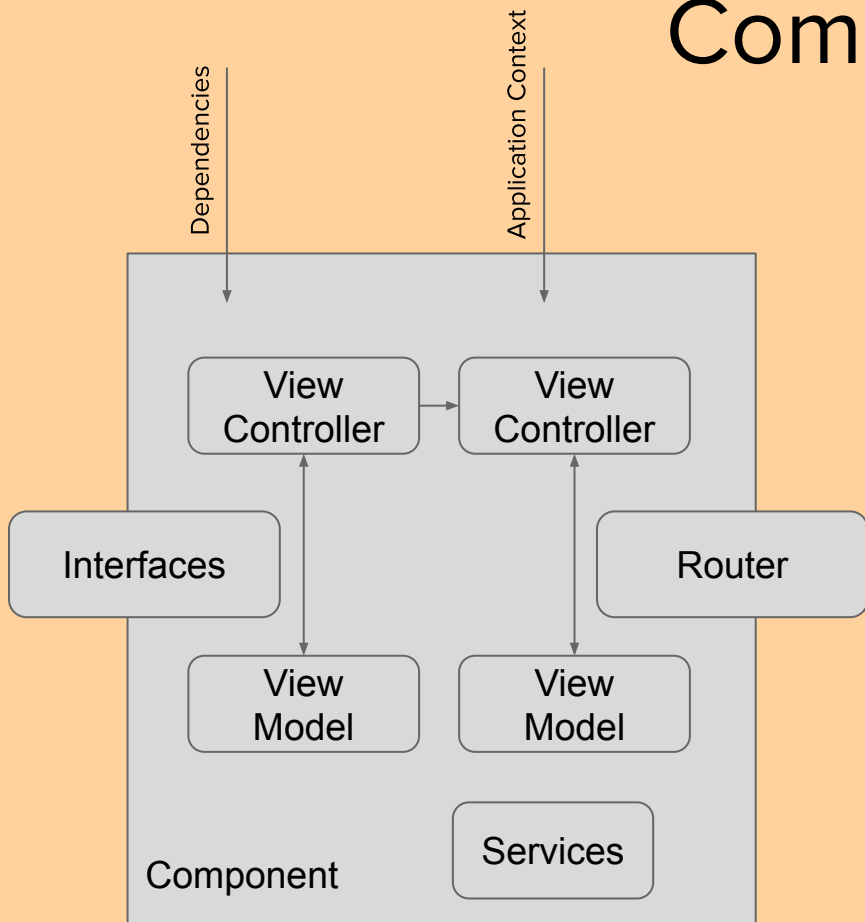 Com
Dependencies
Application Context
View
Controller
View
Controller
Interfaces
Router
View
Model
View
Model
Services
Component